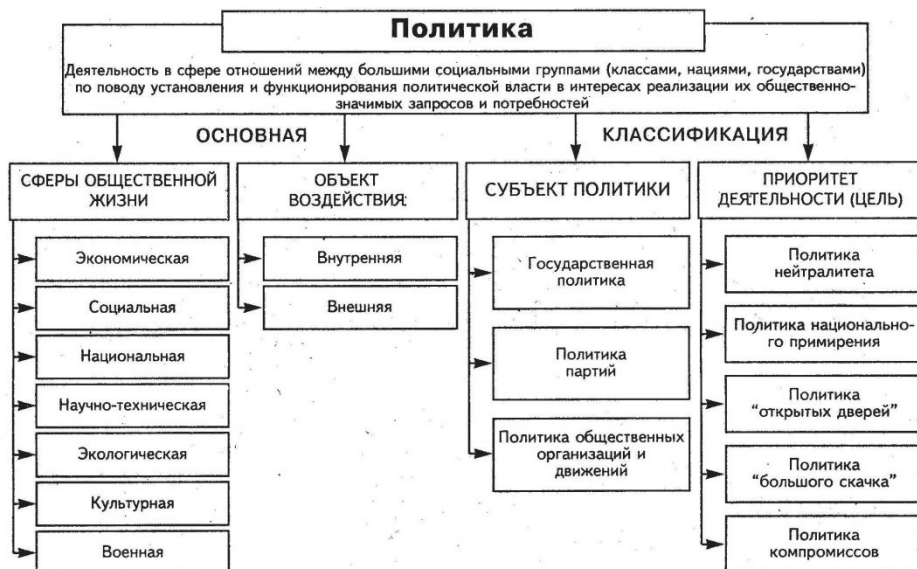 Политика
Деятельность в сфере отношений между большими социальными группами (классами, нациями, государствами)
по поводу установления и функционирования политической власти в интересах реализации их общественно-
значимых запросов и потребностей
ОСНОВНАЯ
КЛАССИФИКАЦИЯ
СФЕРЫ ОБЩЕСТВЕННОЙ
ЖИЗНИ
Экономическая
Социальная
Национальная
Научно-техническая
Экологическая
Культурная
Военная
ОБЪЕКТ
ВОЗДЕЙСТВИЯ:
Внутренняя
Внешняя
СУБЪЕКТ ПОЛИТИКИ
Государственная
политика
Политика
партий
Политика общественных
организаций и
движений
ПРИОРИТЕТ
ДЕЯТЕЛЬНОСТИ (ЦЕЛЬ)
Политика
нейтралитета
Политика национально-
го примирения
Политика
“открытых дверей”
Политика
“большого скачка”
Политика
компромиссов